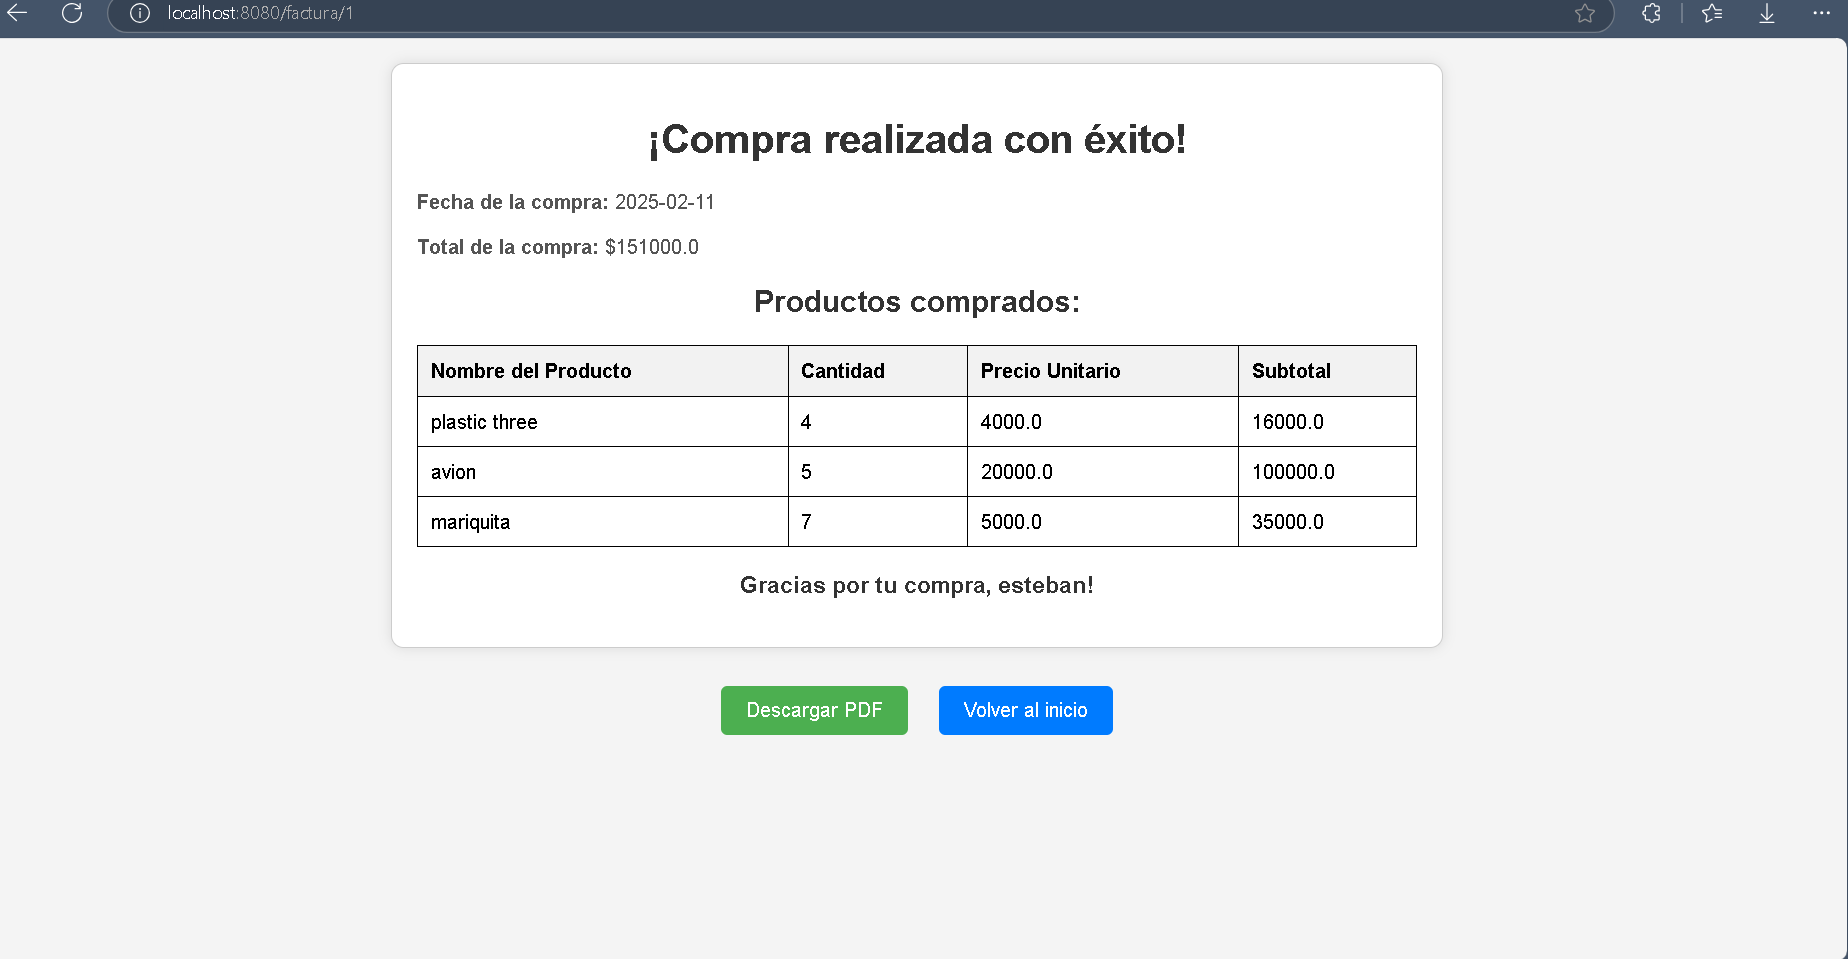 localhost:8080/factura/1
¡Compra realizada con éxito!
Fecha de la compra: 2025-02-11
Total de la compra: $151000.0
Productos comprados:
Nombre del Producto Cantidad Precio Unitario Subtotal
plastic three 4 4000.0 16000.0
avion 5 20000.0 100000.0
mariquita 7 5000.0 35000.0
Gracias por tu compra, esteban!
Descargar PDF Volver al inicio